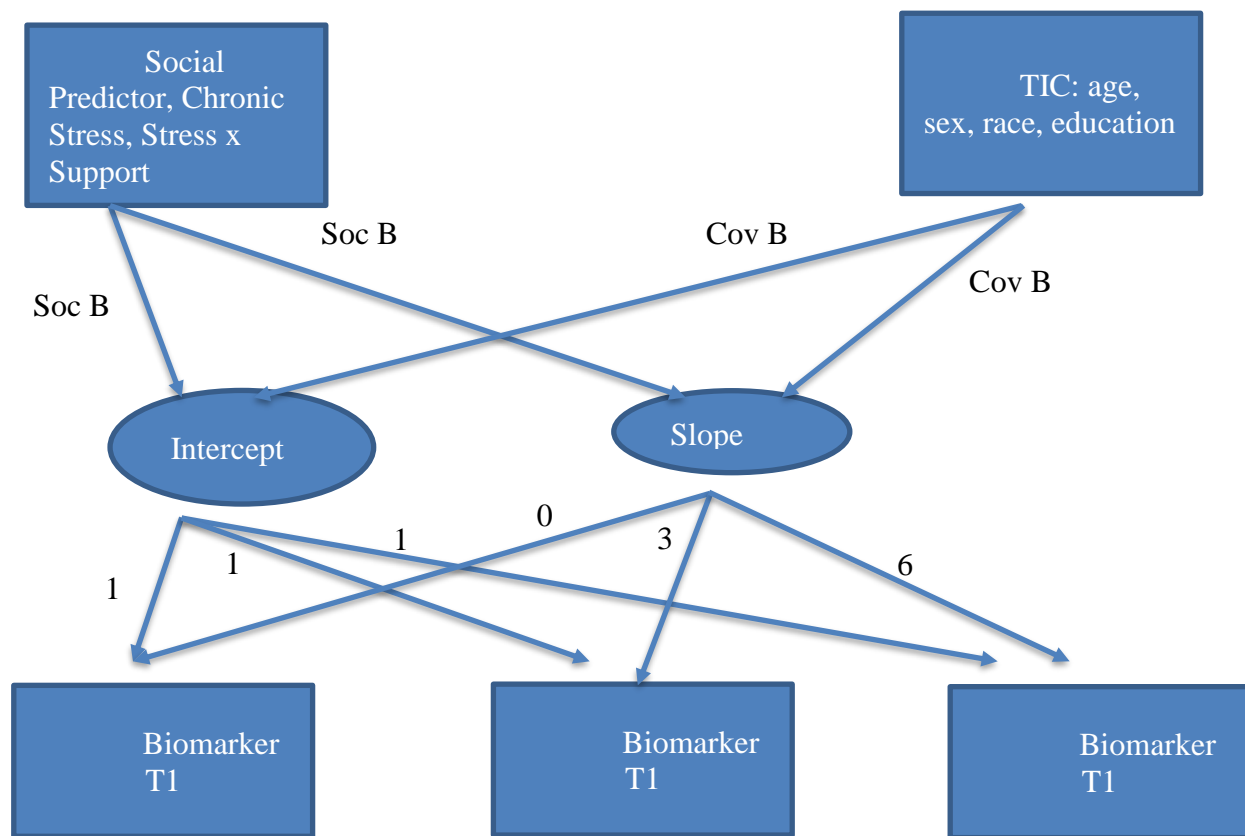 Social
Predictor, Chronic
Stress, Stress x
Support
TIC: age,
sex, race, education
Soc B
Cov B
Soc B
Cov B
Intercept
Slope
0
1
3
1
1
6
Biomarker
T1
Biomarker
T1
Biomarker
T1